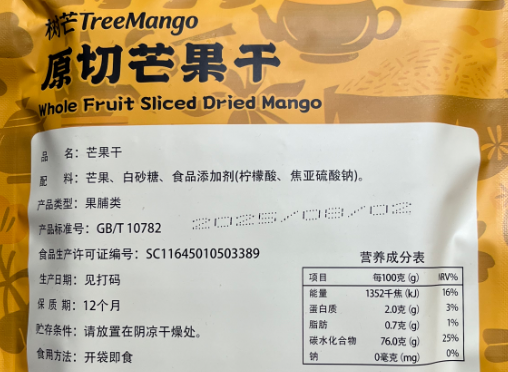 树芒TreeMango
原切芒果干
Whole Fruit Sliced Dried Mango
品 名：芒果干
配 料：芒果、白砂糖、食品添加剂(柠檬酸、焦亚硫酸钠)。
产品类型：果脯类
产品标准号：GB/T 10782
2025/08/02
食品生产许可证编号：SC11645010503389
生产日期：见打码
保 质 期：12个月
贮存条件：请放置在阴凉干燥处。
食用方法：开袋即食
营养成分表
项目 每100克(g) NRV%
能量 1352千焦(kJ) 16%
蛋白质 2.0克(g) 3%
脂肪 0.7克(g) 1%
碳水化合物 76.0克(g) 25%
钠 0毫克(mg) 0%